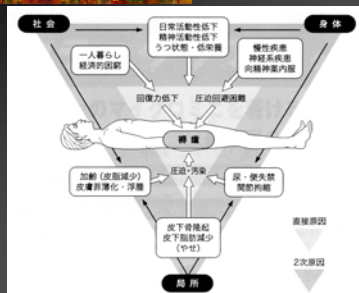 社会
身体
日常活動性低下
精神活動性低下
うつ状態・低栄養
一人暮らし
経済的困窮
慢性疾患
神経系疾患
向精神薬内服
回復力低下
圧迫回避困難
褥瘡
圧迫・汚染
加齢（皮脂減少）
皮膚菲薄化・浮腫
尿・便失禁
関節拘縮
皮下骨隆起
皮下脂肪減少
（やせ）
局所
直接原因
2次原因